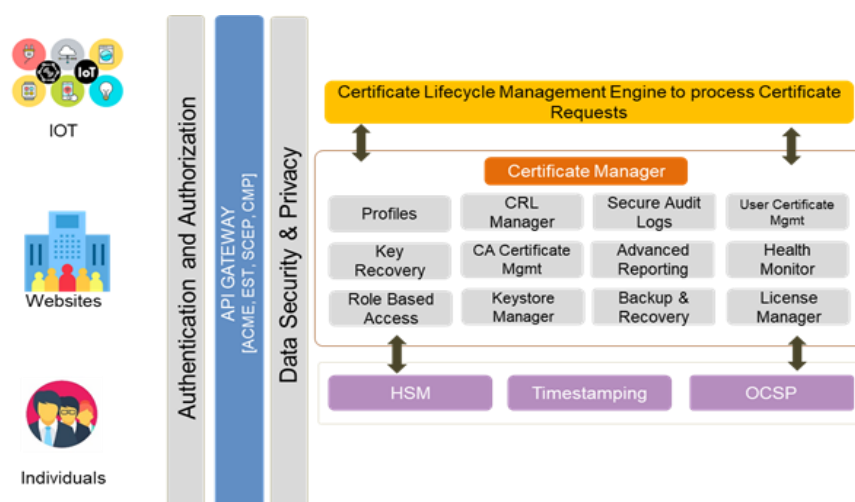 IoT
IOT
Websites
Individuals
Authentication and Authorization
API GATEWAY
[ACME, EST, SCEP, CMP]
Data Security & Privacy
Certificate Lifecycle Management Engine to process Certificate
Requests
Certificate Manager
Profiles
CRL
Manager
Secure Audit
Logs
User Certificate
Mgmt
Key
Recovery
CA Certificate
Mgmt
Advanced
Reporting
Health
Monitor
Role Based
Access
Keystore
Manager
Backup &
Recovery
License
Manager
HSM
Timestamping
OCSP